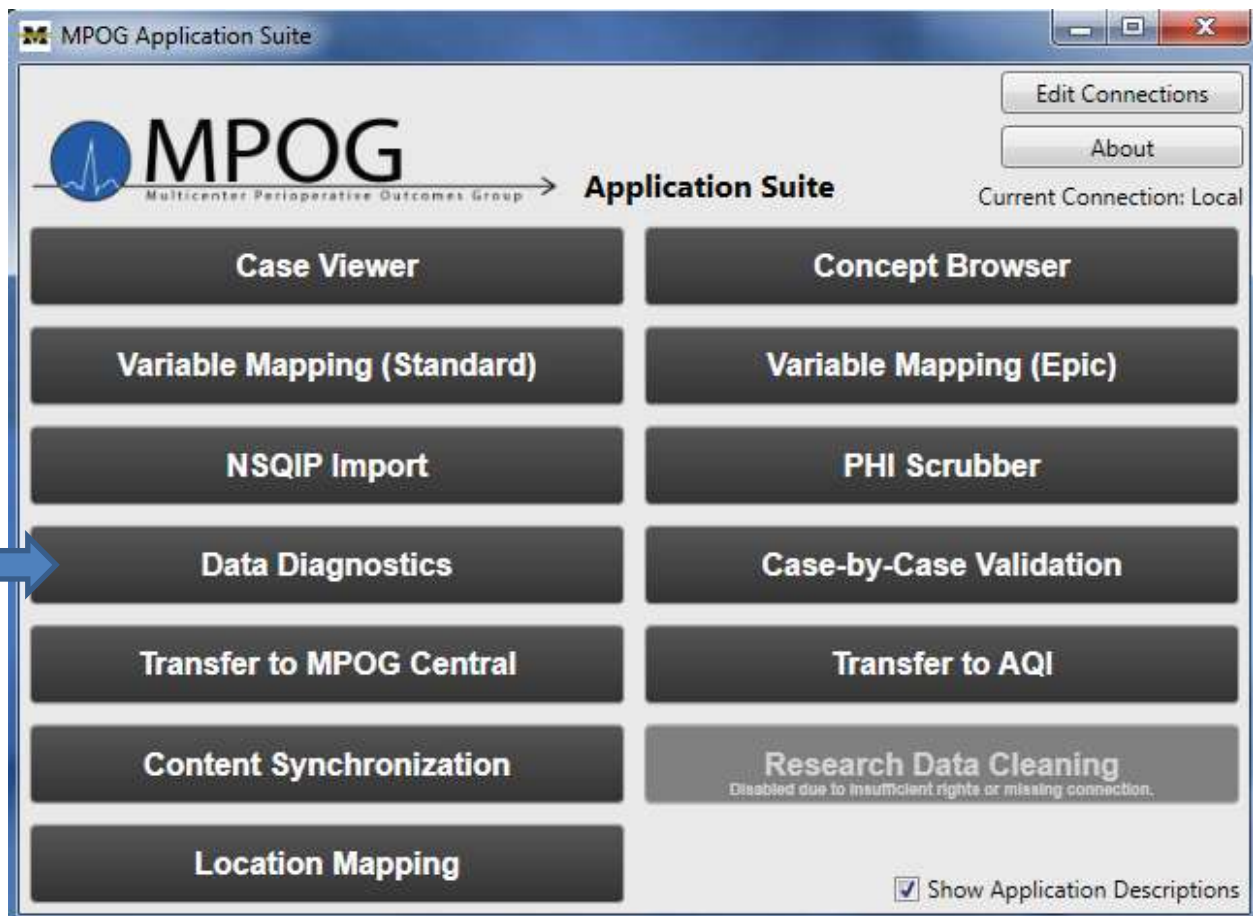 MPOG Application Suite
Edit Connections
MPOG
About
Multicenter Perioperative Outcomes Group
Application Suite
Current Connection: Local
Case Viewer
Concept Browser
Variable Mapping (Standard)
Variable Mapping (Epic)
NSQIP Import
PHI Scrubber
Data Diagnostics
Case-by-Case Validation
Transfer to MPOG Central
Transfer to AQI
Content Synchronization
Research Data Cleaning
Disabled due to insufficient rights or missing connection.
Location Mapping
Show Application Descriptions